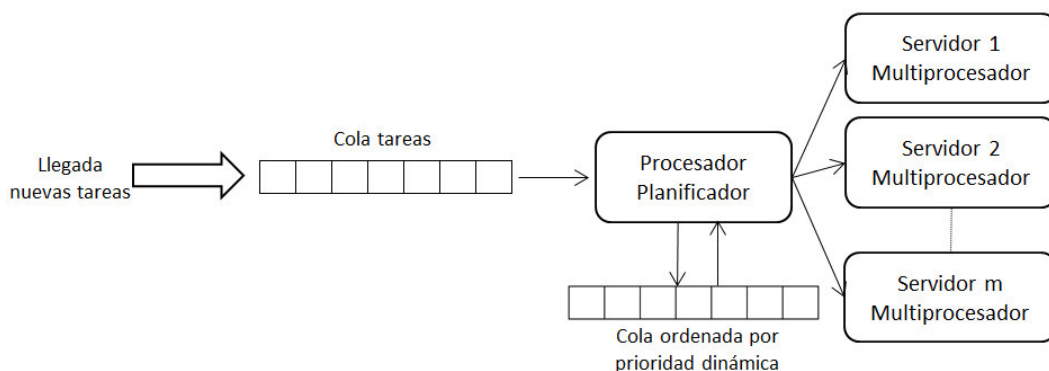 Llegada
nuevas tareas
Cola tareas
Procesador
Planificador
Cola ordenada por
prioridad dinámica
Servidor 1
Multiprocesador
Servidor 2
Multiprocesador
Servidor m
Multiprocesador